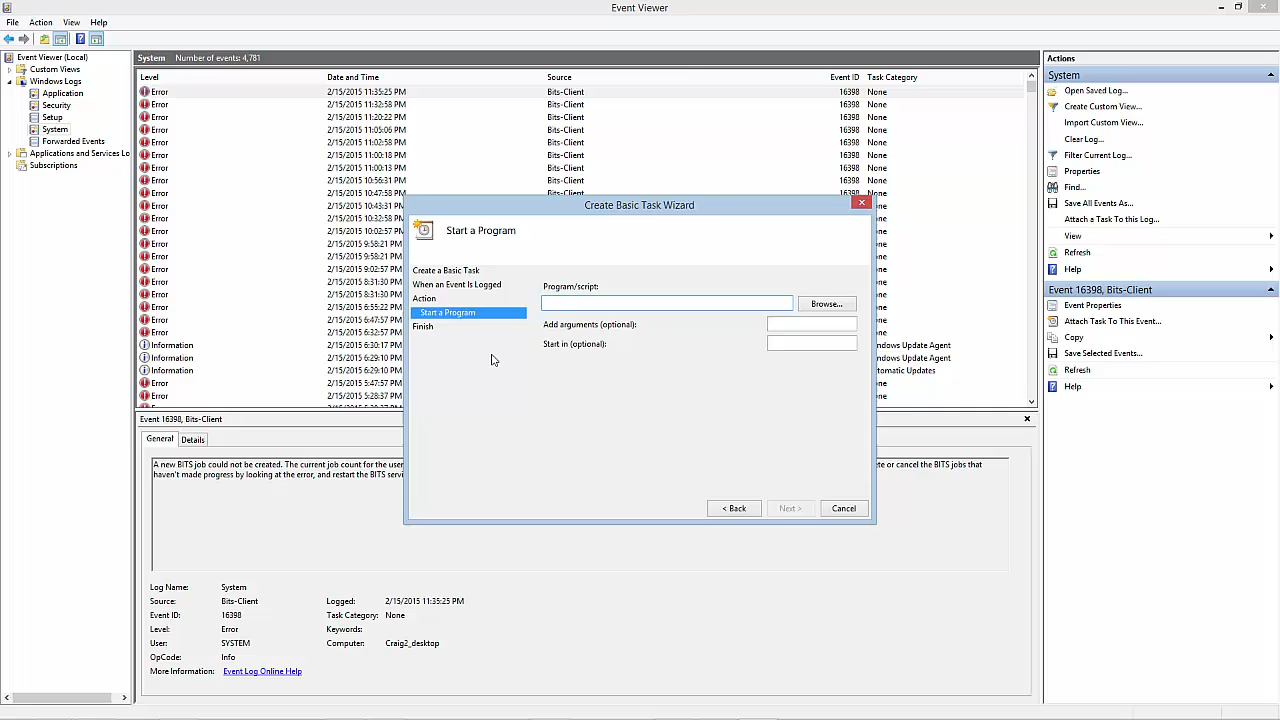 Event Viewer
File Action View Help
Event Viewer (Local)
Custom Views
Windows Logs
Application
Security
Setup
System
Forwarded Events
Applications and Services Lo
Subscriptions
System Number of events: 4,781
Level Date and Time Source Event ID Task Category
Error 2/15/2015 11:35:25 PM Bits-Client 16398 None
Error 2/15/2015 11:32:58 PM Bits-Client 16398 None
Error 2/15/2015 11:20:22 PM Bits-Client 16398 None
Error 2/15/2015 11:05:06 PM Bits-Client 16398 None
Error 2/15/2015 11:02:58 PM Bits-Client 16398 None
Error 2/15/2015 11:00:18 PM Bits-Client 16398 None
Error 2/15/2015 11:00:13 PM Bits-Client 16398 None
Error 2/15/2015 10:56:31 PM Bits-Client 16398 None
Error 2/15/2015 10:47:58 PM Bits-Client 16398 None
Error 2/15/2015 10:43:31 PM
Error 2/15/2015 10:32:58 PM
Error 2/15/2015 10:02:57 PM
Error 2/15/2015 9:58:21 PM
Error 2/15/2015 9:58:21 PM
Error 2/15/2015 9:02:57 PM
Error 2/15/2015 8:31:30 PM
Error 2/15/2015 8:31:30 PM
Error 2/15/2015 7:47:57 PM
Error 2/15/2015 6:55:22 PM
Error 2/15/2015 6:47:57 PM
Error 2/15/2015 6:32:57 PM
Information 2/15/2015 6:30:17 PM ndows Update Agent
Information 2/15/2015 6:29:10 PM ndows Update Agent
Information 2/15/2015 6:29:10 PM tomatic Updates
Error 2/15/2015 5:47:57 PM one
Error 2/15/2015 5:28:37 PM one
Create Basic Task Wizard
Start a Program
Create a Basic Task
When an Event Is Logged
Action
Start a Program
Finish
Program/script:
Browse...
Add arguments (optional):
Start in (optional):
< Back Next > Cancel
Event 16398, Bits-Client
General Details
A new BITS job could not be created. The current job count for the user
te or cancel the BITS jobs that
haven't made progress by looking at the error, and restart the BITS servi
Log Name: System
Source: Bits-Client Logged: 2/15/2015 11:35:25 PM
Event ID: 16398 Task Category: None
Level: Error Keywords:
User: SYSTEM Computer: Craig2_desktop
OpCode: Info
More Information: Event Log Online Help
Actions
System
Open Saved Log...
Create Custom View...
Import Custom View...
Clear Log...
Filter Current Log...
Properties
Find...
Save All Events As...
Attach a Task To this Log...
View
Refresh
Help
Event 16398, Bits-Client
Event Properties
Attach Task To This Event...
Copy
Save Selected Events...
Refresh
Help